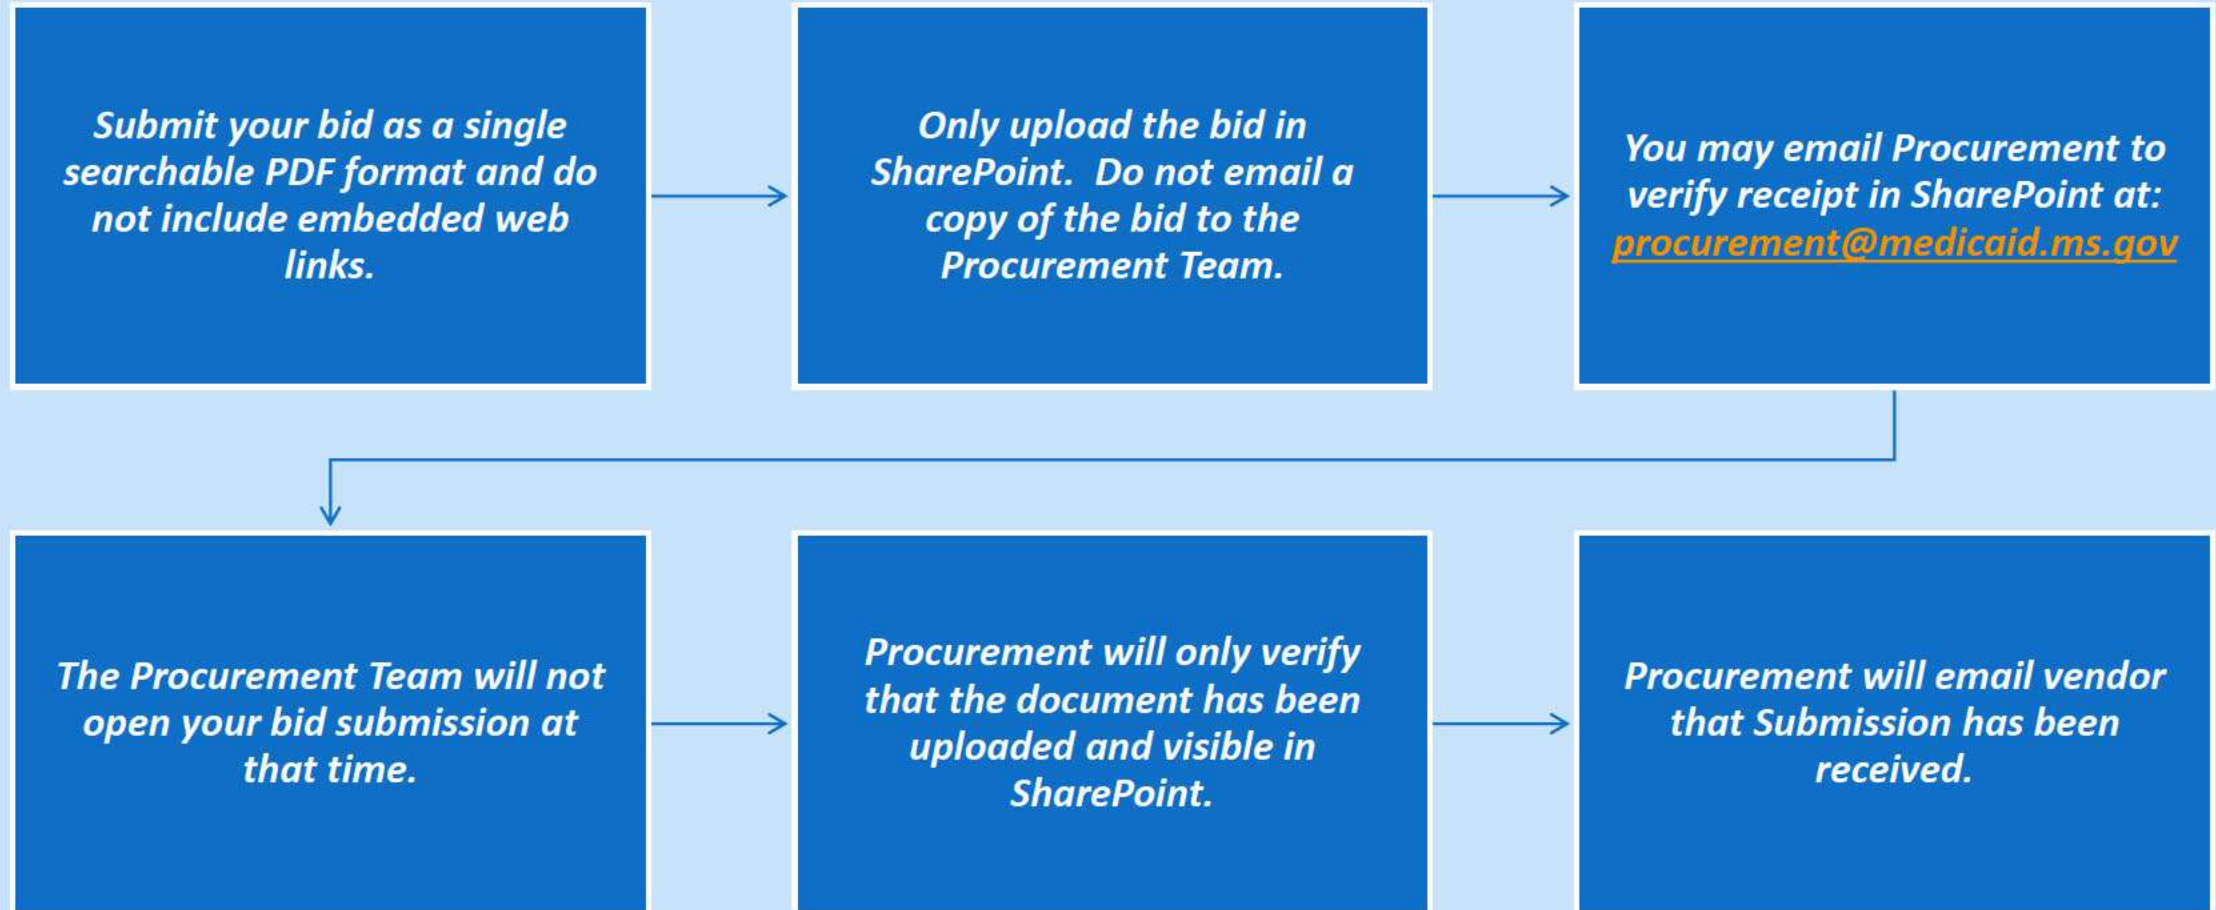 Submit your bid as a single
searchable PDF format and do
not include embedded web
links.
Only upload the bid in
SharePoint.  Do not email a
copy of the bid to the
Procurement Team.
You may email Procurement to
verify receipt in SharePoint at:
procurement@medicaid.ms.gov
The Procurement Team will not
open your bid submission at
that time.
Procurement will only verify
that the document has been
uploaded and visible in
SharePoint.
Procurement will email vendor
that Submission has been
received.